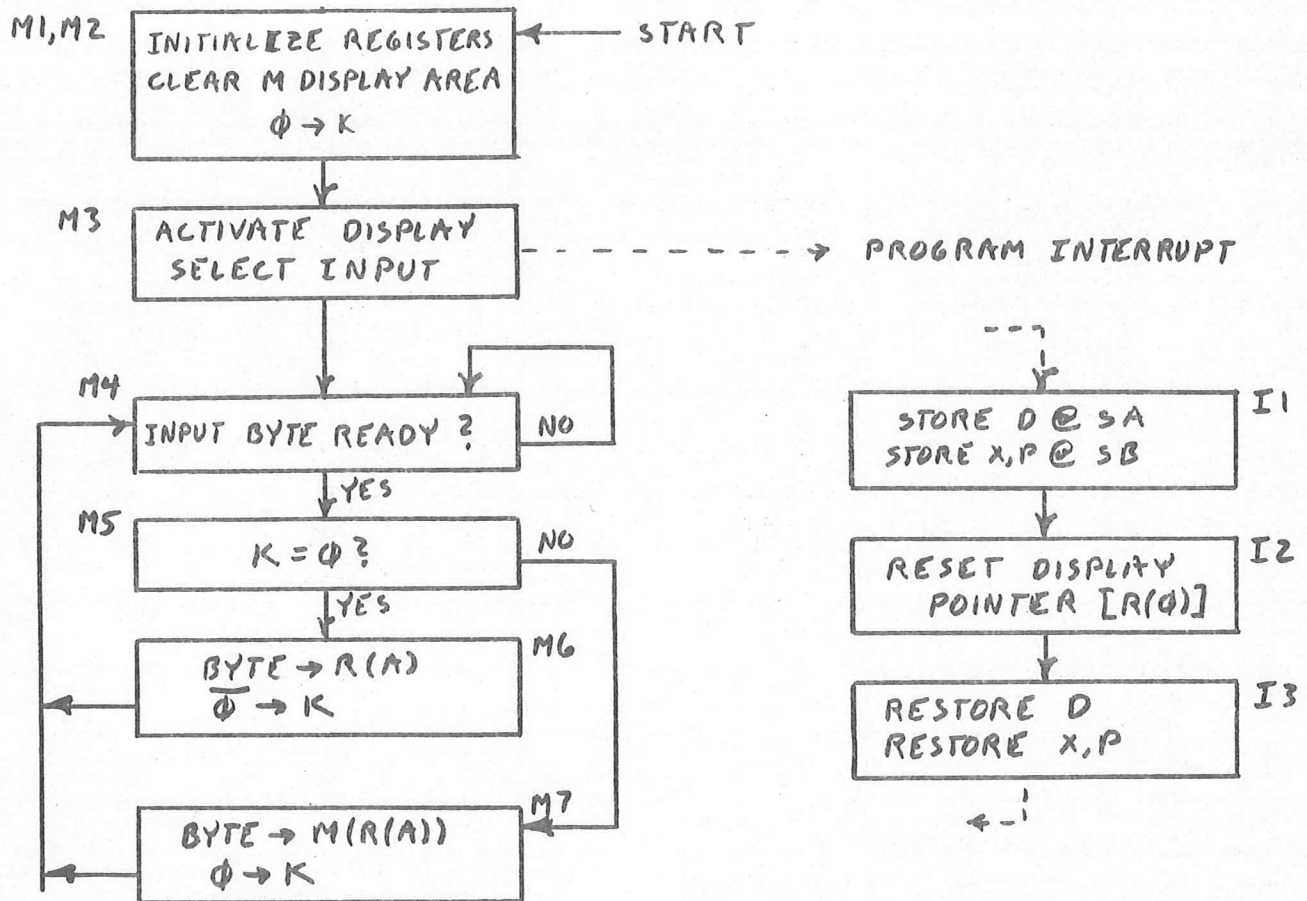 M1,M2
INITIALIZE REGISTERS
CLEAR M DISPLAY AREA
ϕ → K
START
M3
ACTIVATE DISPLAY
SELECT INPUT
PROGRAM INTERRUPT
M4
INPUT BYTE READY ?
NO
YES
M5
K = ϕ ?
NO
YES
M6
BYTE → R(A)
ϕ̅ → K
M7
BYTE → M(R(A))
ϕ → K
I1
STORE D @ SA
STORE X,P @ SB
I2
RESET DISPLAY
POINTER [R(ϕ)]
I3
RESTORE D
RESTORE X,P